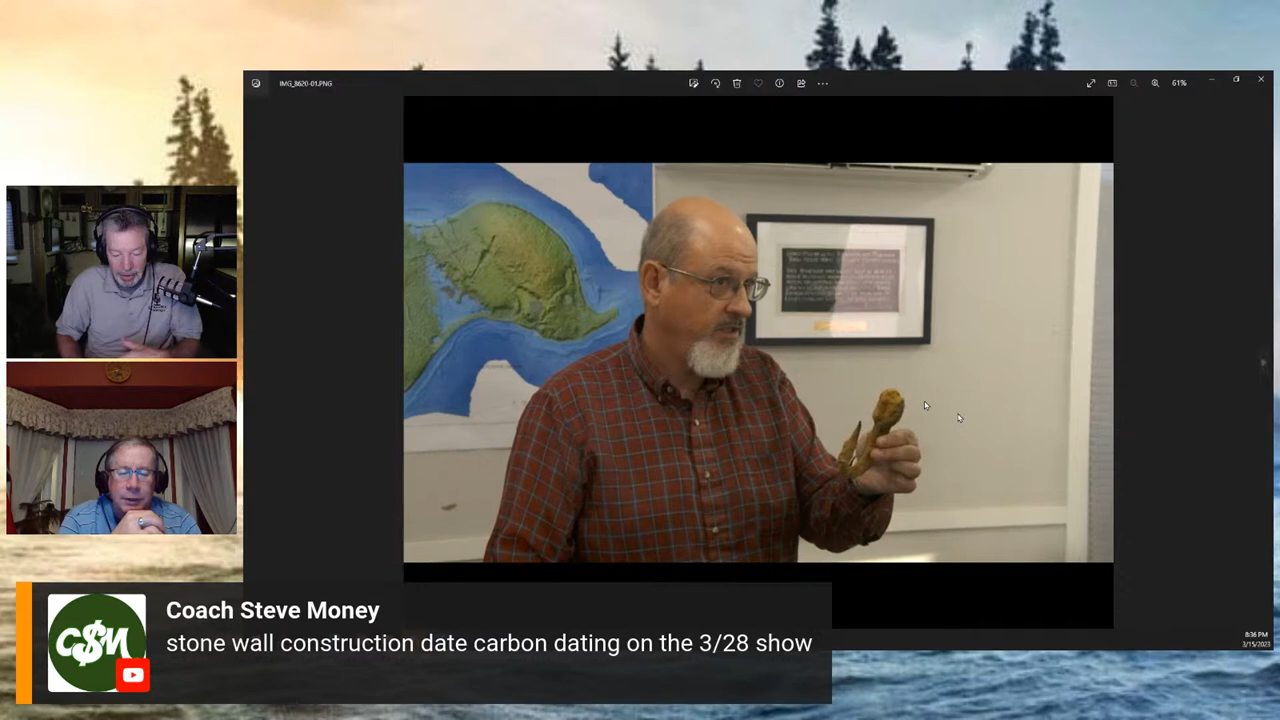 IMG_8620-01.PNG
61%
Coach Steve Money
C$M
stone wall construction date carbon dating on the 3/28 show
8:36 PM
3/15/2023